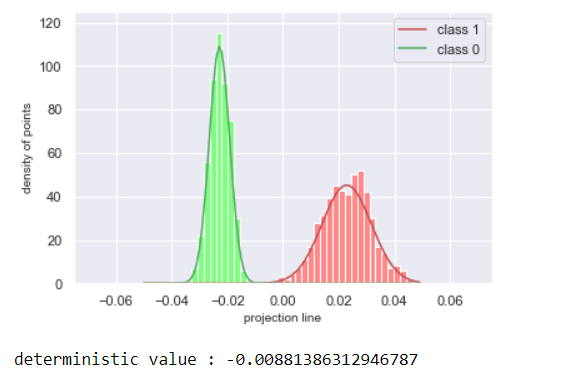 120
100
80
60
40
20
0
density of points
class 1
class 0
−0.06 −0.04 −0.02 0.00 0.02 0.04 0.06
projection line
deterministic value : -0.00881386312946787